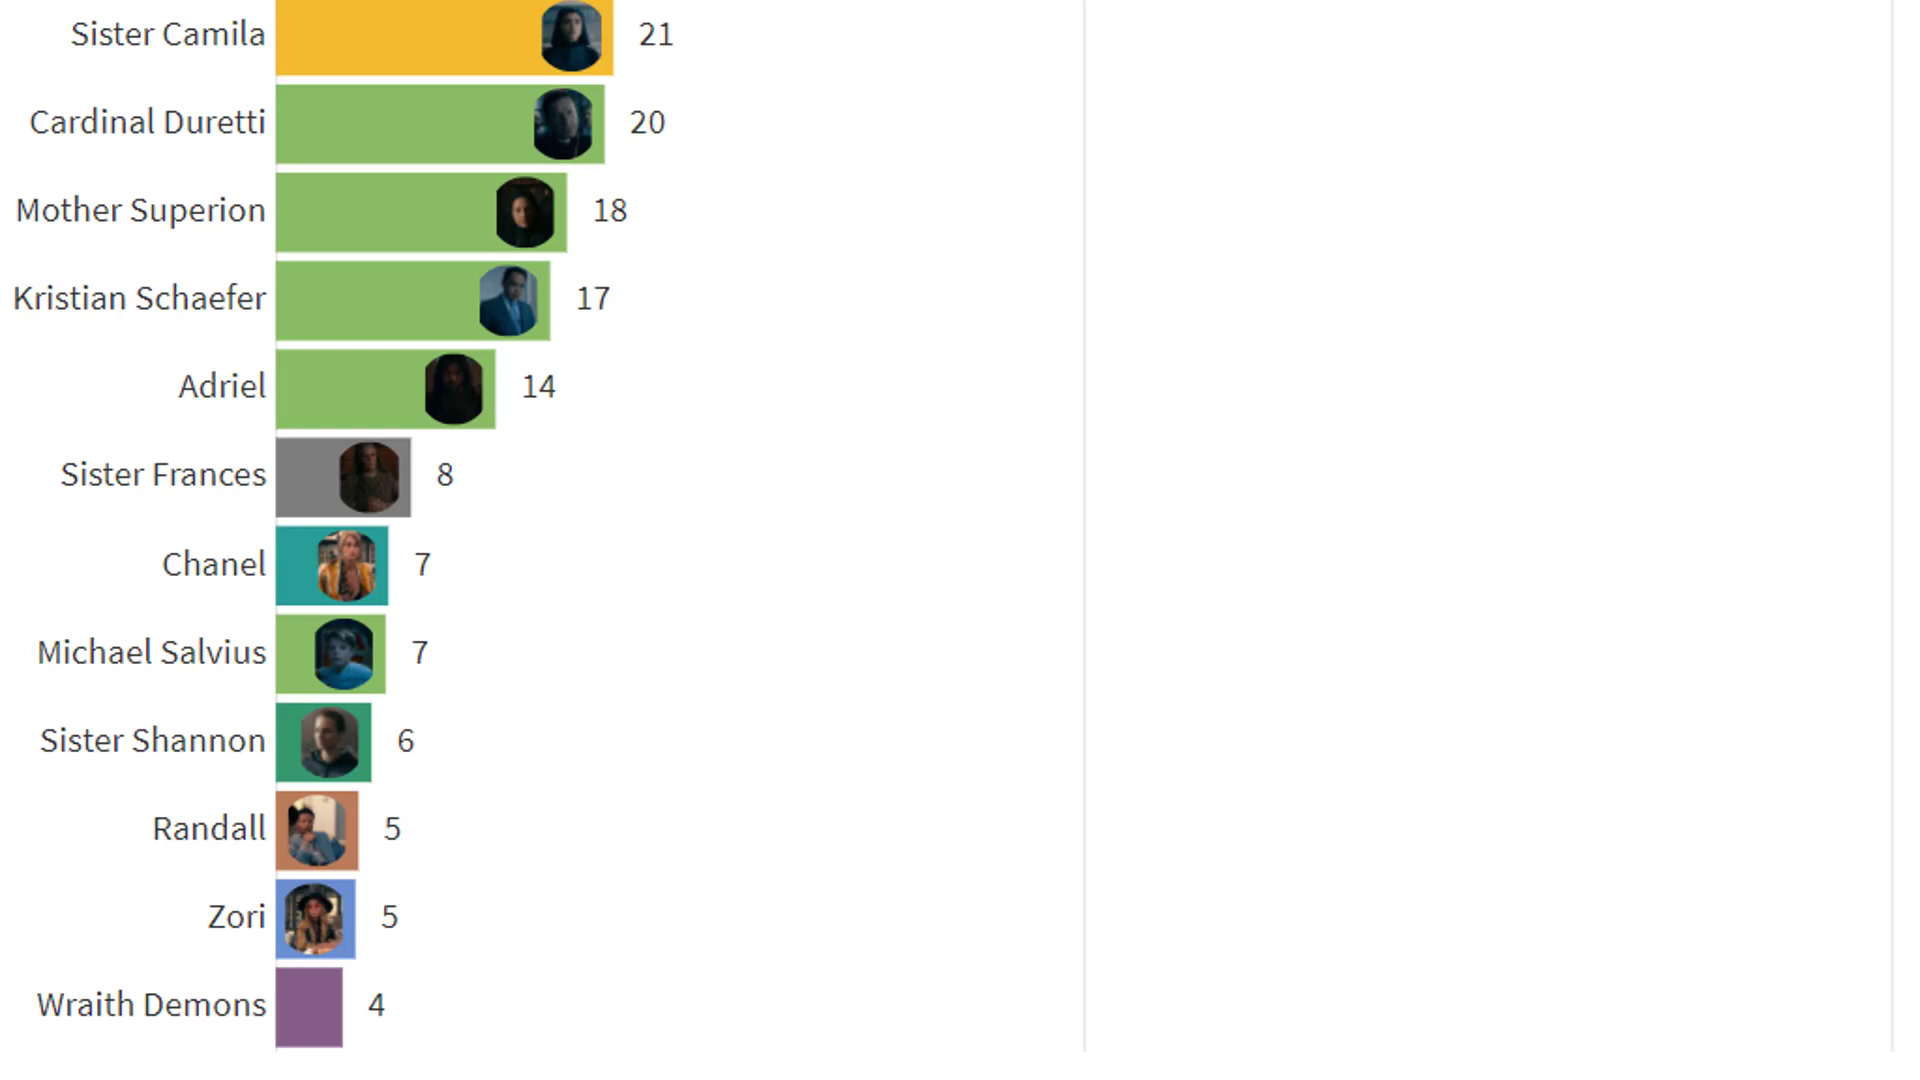 Sister Camila 21
Cardinal Duretti 20
Mother Superion 18
Kristian Schaefer 17
Adriel 14
Sister Frances 8
Chanel 7
Michael Salvius 7
Sister Shannon 6
Randall 5
Zori 5
Wraith Demons 4